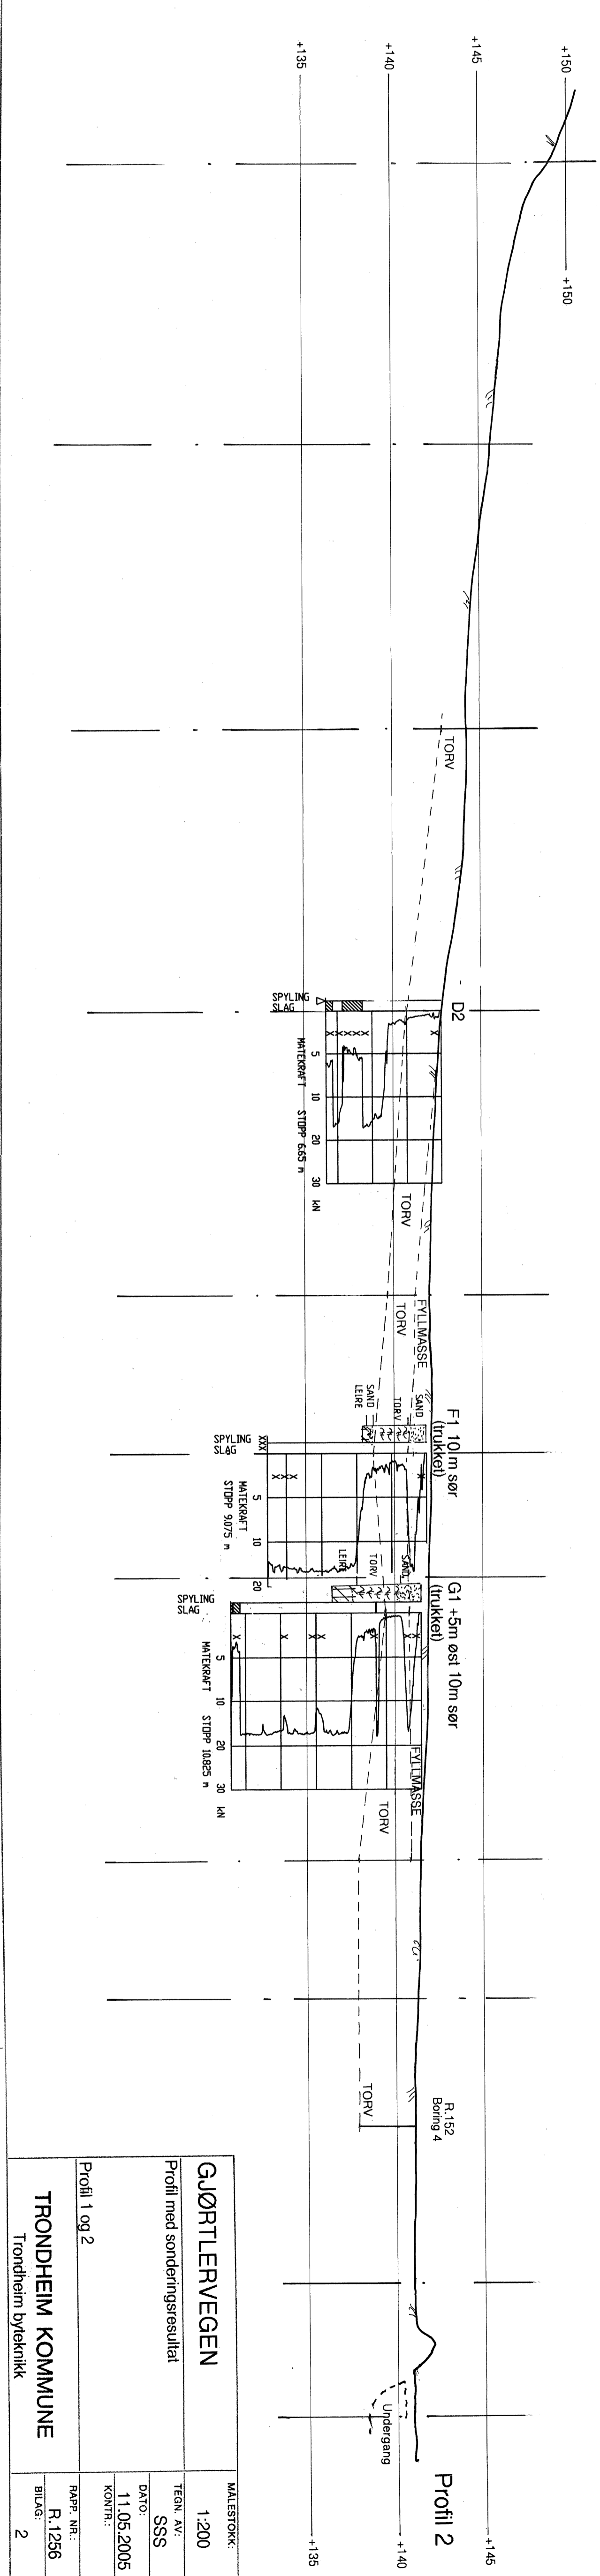 Profil 2
+150
+150
+145
+140
+135
+145
+140
+135
TORV
D2
SPYLING
SLAG
5 10 20 30 kN
MATEKRAFT STOPP 6.65 m
TORV
FYLLMASSE
TORV
F1 10 m sør
(trukket)
SAND
TORV
SAND
LEIRE
XXX
SPYLING
SLAG
5 10 20
MATEKRAFT
STOPP 9.075 m
G1 +5m øst 10m sør
(trukket)
SAND
TORV
LEIRE
SPYLING
SLAG
5 10 20 30 kN
MATEKRAFT STOPP 10.825 m
FYLLMASSE
TORV
R.152
Boring 4
TORV
Undergang
GJØRTLERVEGEN
Profil med sonderingsresultat
Profil 1 og 2
TRONDHEIM KOMMUNE
Trondheim byteknikk
MÅLESTOKK:
1:200
TEGN. AV:
SSS
DATO:
11.05.2005
KONTR.:
RAPP. NR.:
R.1256
BILAG:
2